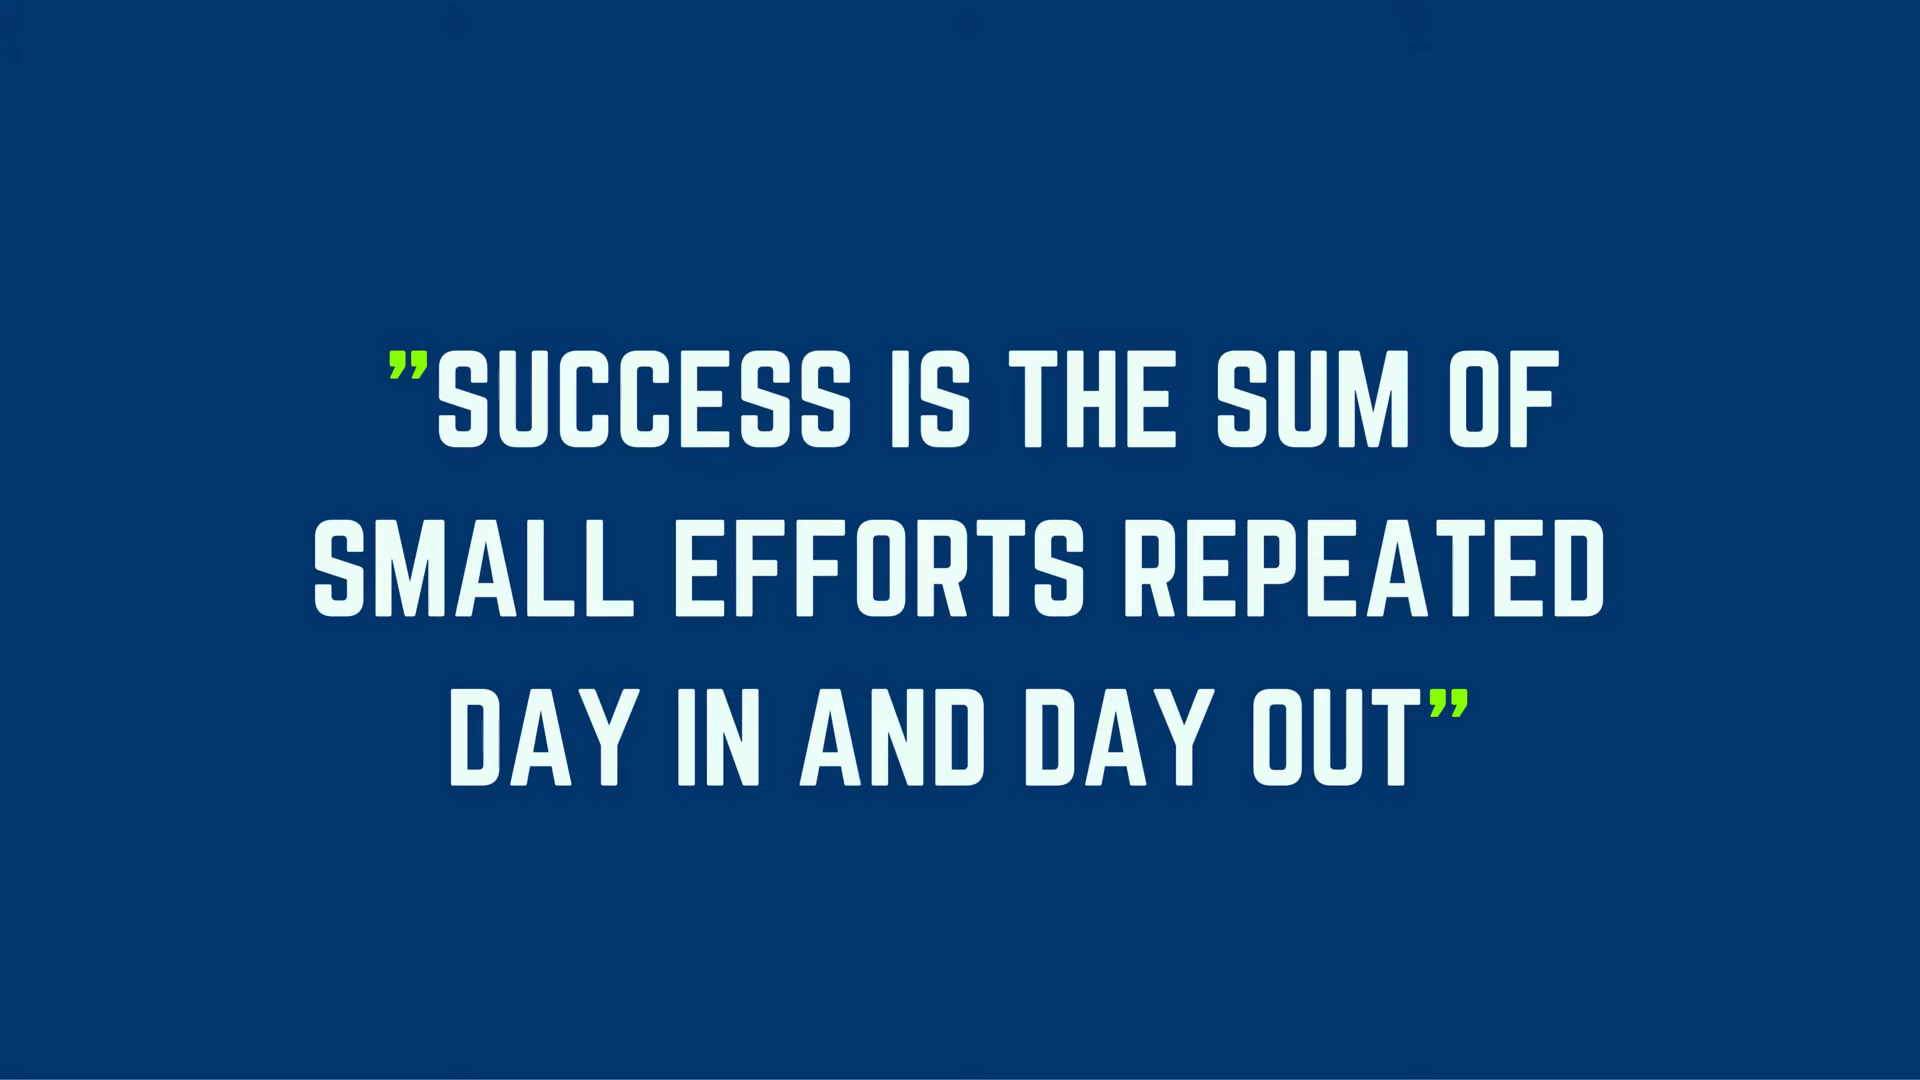 ”SUCCESS IS THE SUM OF
SMALL EFFORTS REPEATED
DAY IN AND DAY OUT”